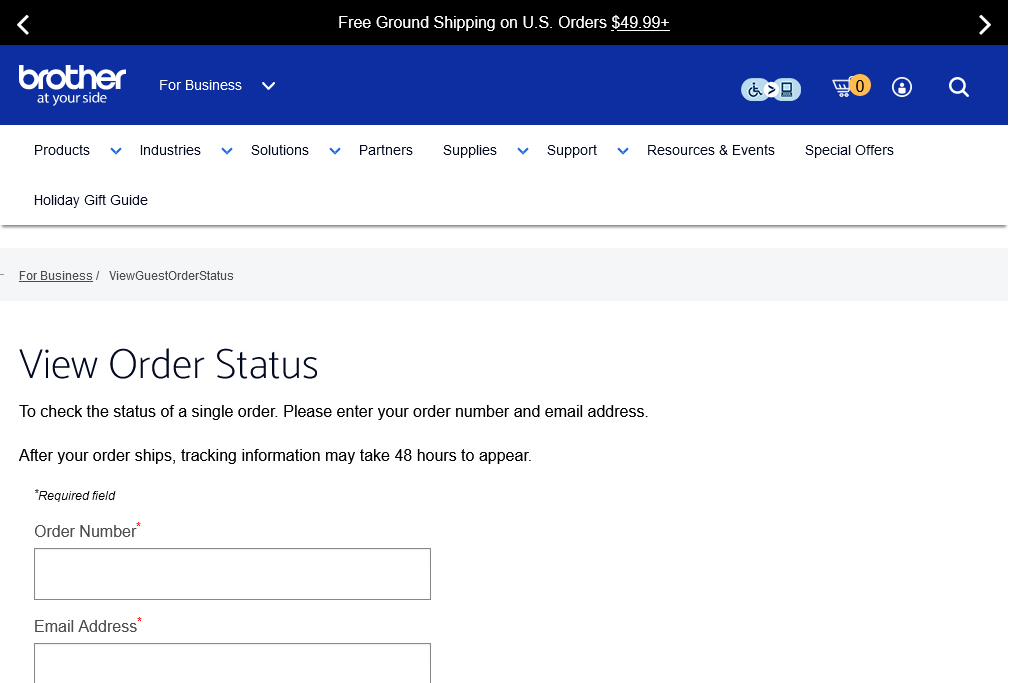 Free Ground Shipping on U.S. Orders $49.99+
brother
at your side
For Business
0
Products Industries Solutions Partners Supplies Support Resources & Events Special Offers
Holiday Gift Guide
For Business / ViewGuestOrderStatus
View Order Status
To check the status of a single order. Please enter your order number and email address.
After your order ships, tracking information may take 48 hours to appear.
*Required field
Order Number*
Email Address*